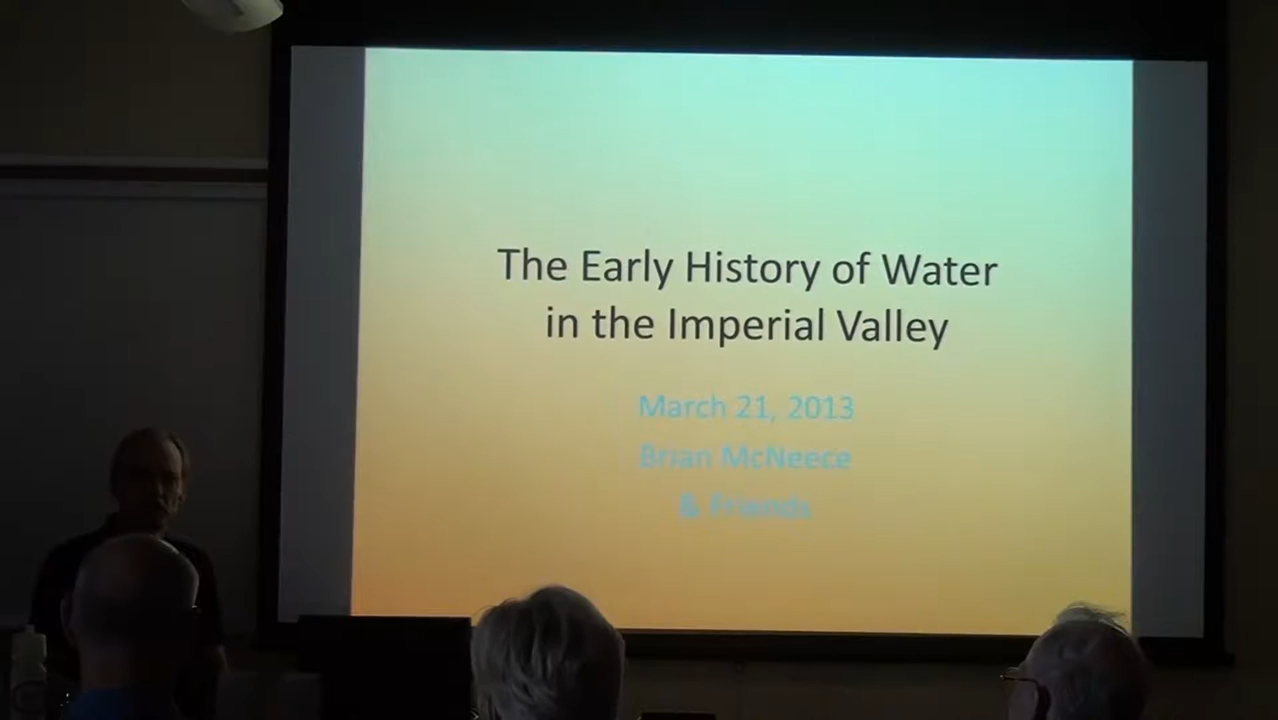 The Early History of Water
in the Imperial Valley
March 21, 2013
Brian McNeece
& Friends